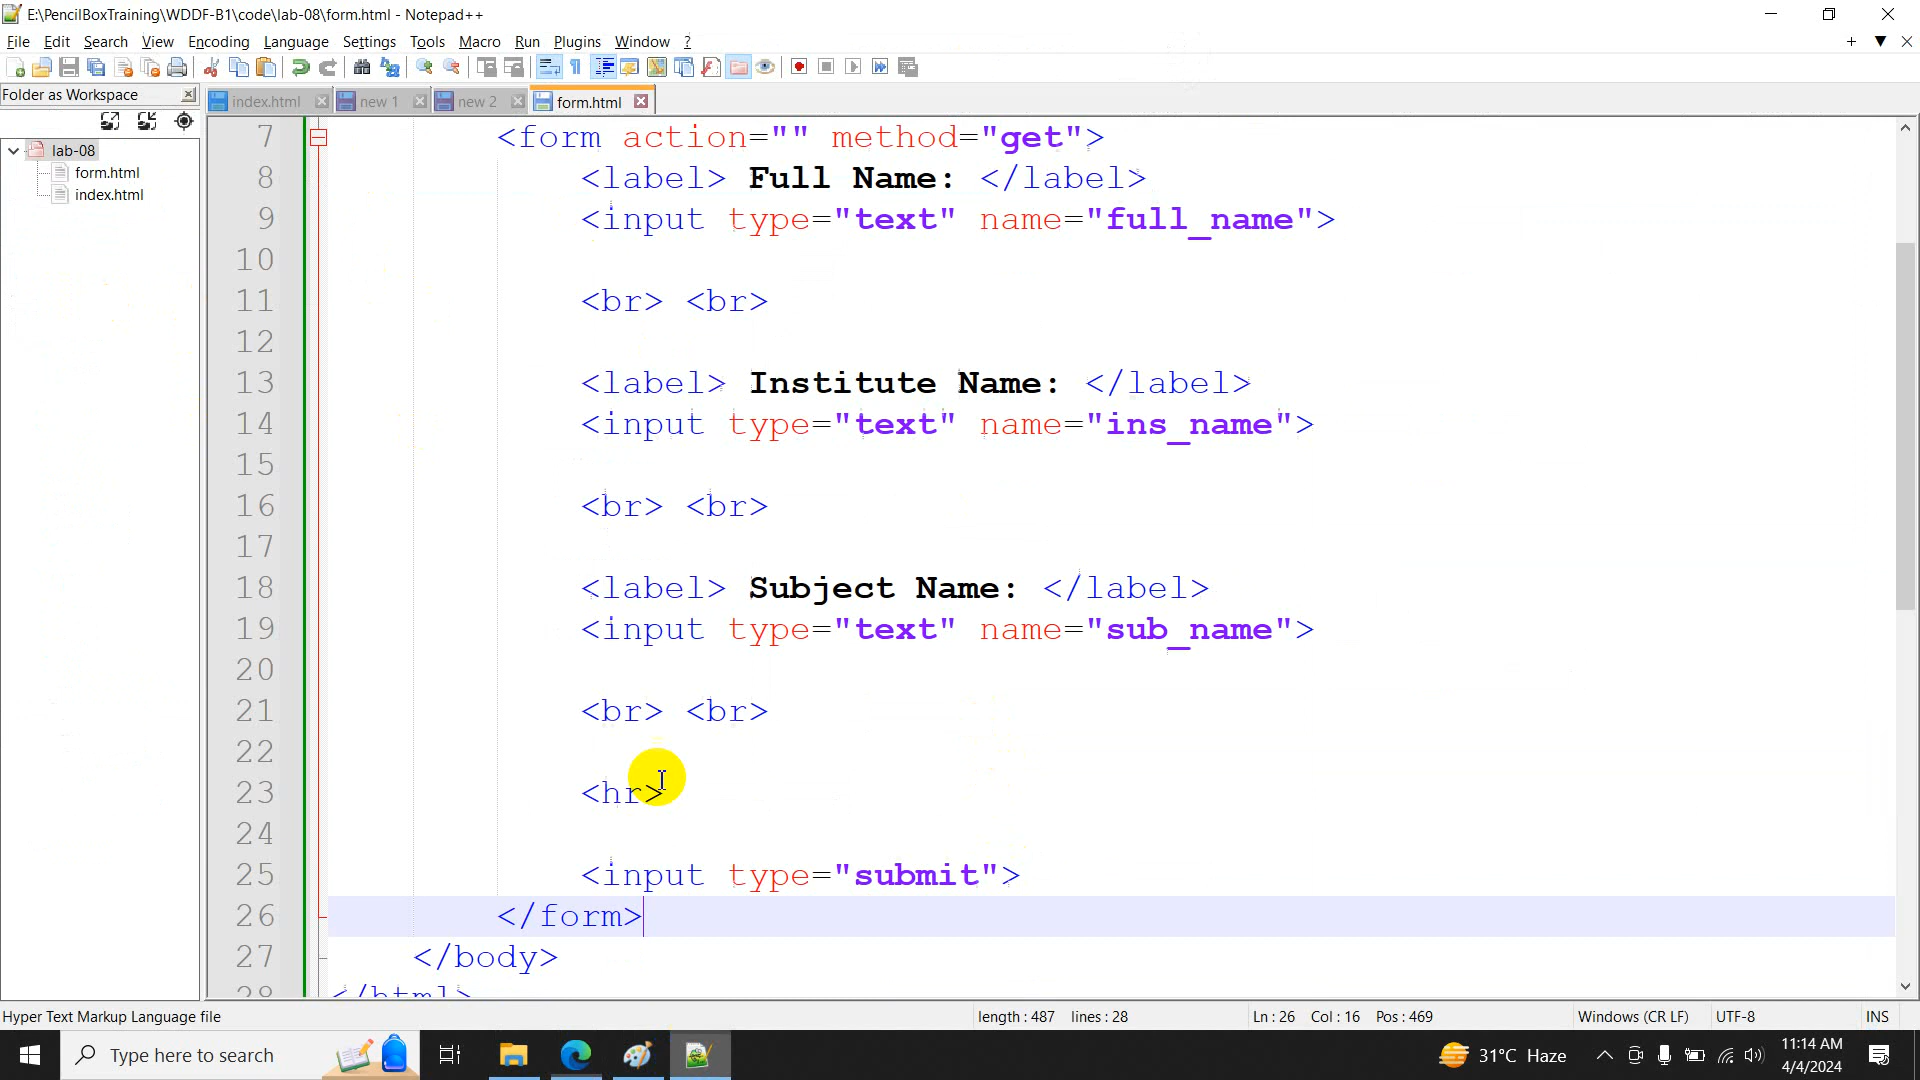 E:\PencilBoxTraining\WDDF-B1\code\lab-08\form.html - Notepad++
File Edit Search View Encoding Language Settings Tools Macro Run Plugins Window ?
Folder as Workspace
index.html new 1 new 2 form.html
lab-08
form.html
index.html
7 <form action="" method="get">
8 <label> Full Name: </label>
9 <input type="text" name="full_name">
10
11 <br> <br>
12
13 <label> Institute Name: </label>
14 <input type="text" name="ins_name">
15
16 <br> <br>
17
18 <label> Subject Name: </label>
19 <input type="text" name="sub_name">
20
21 <br> <br>
22
23 <hr>
24
25 <input type="submit">
26 </form>
27 </body>
28 </html>
Hyper Text Markup Language file length : 487 lines : 28 Ln : 26 Col : 16 Pos : 469 Windows (CR LF) UTF-8 INS
Type here to search 31°C Haze 11:14 AM
4/4/2024